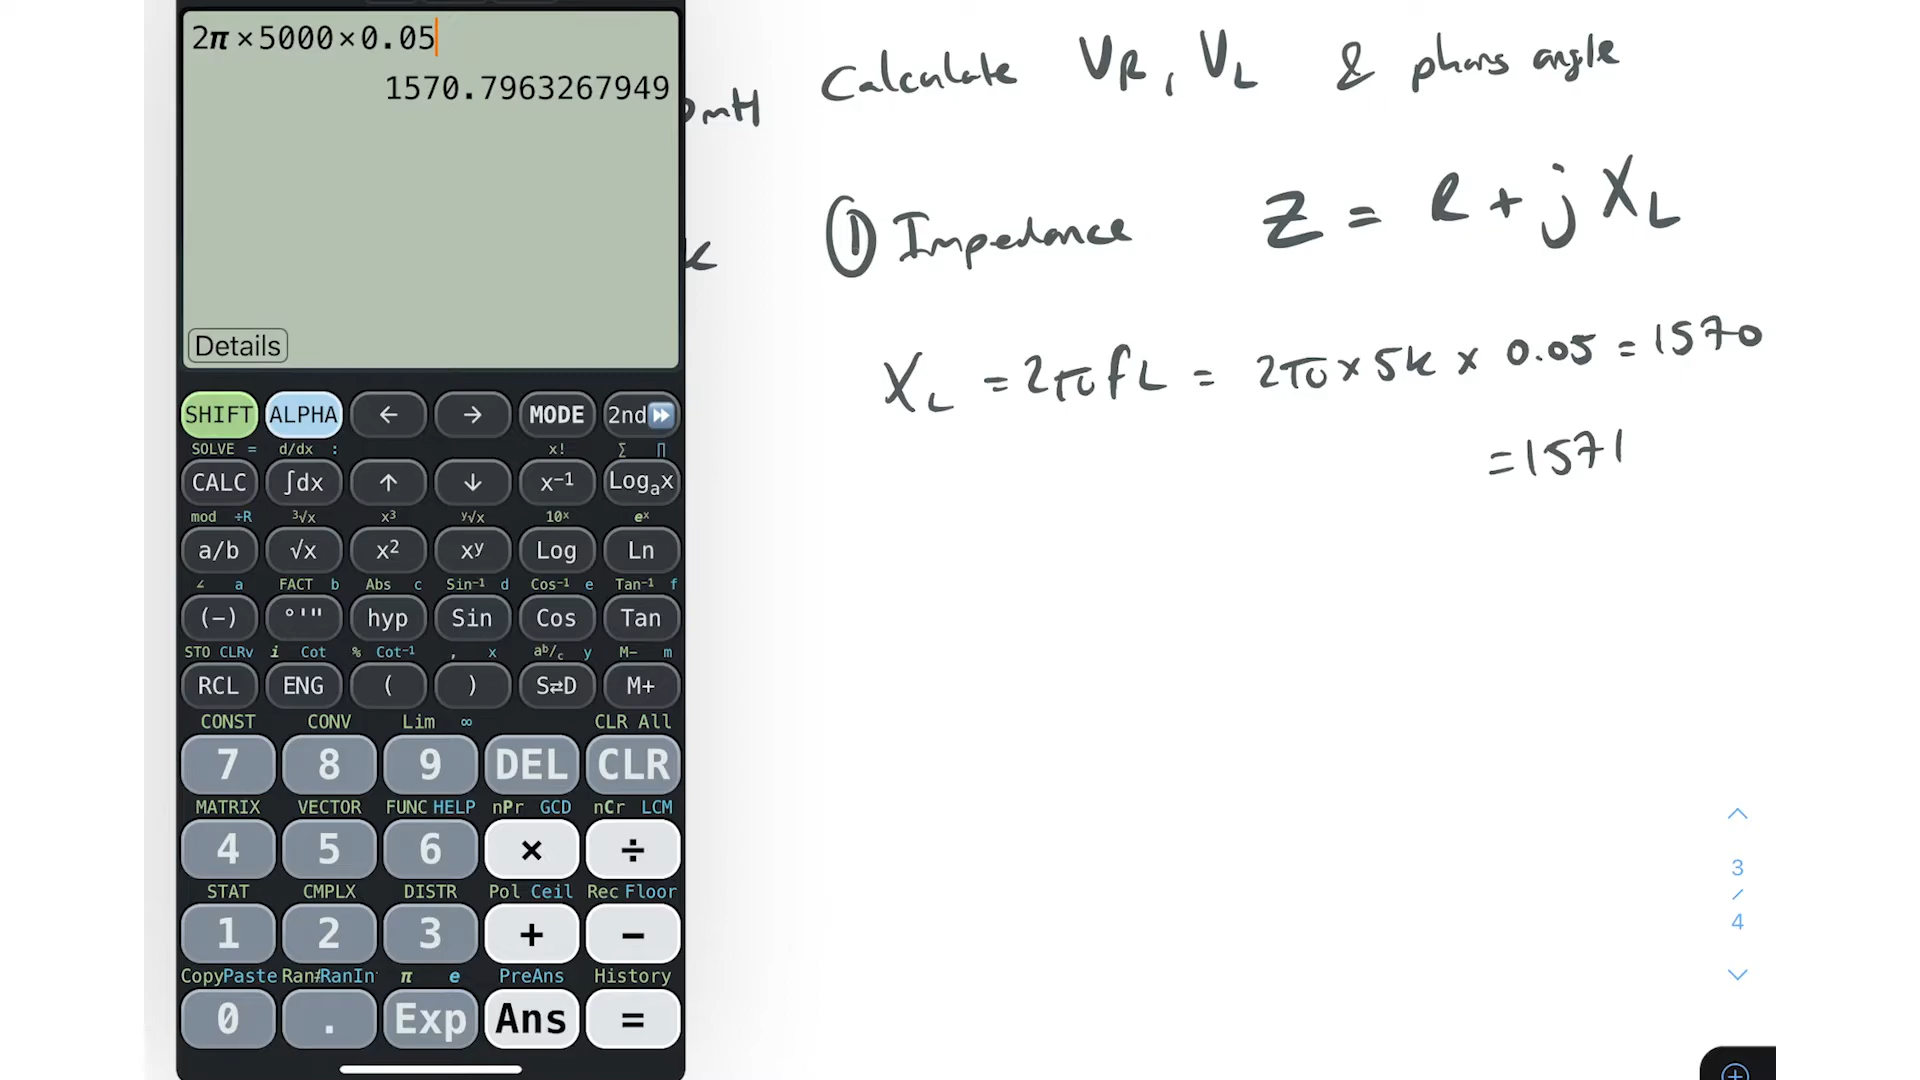 2π×5000×0.05
1570.7963267949
Details
SHIFT ALPHA ← → MODE 2nd
SOLVE = d/dx : x! ∑ ∏
CALC ∫dx ↑ ↓ x⁻¹ Logₐx
mod ÷R ³√x x³ ʸ√x 10ˣ eˣ
a/b √x x² xʸ Log Ln
∠ a FACT b Abs c Sin⁻¹ d Cos⁻¹ e Tan⁻¹ f
(−) °'" hyp Sin Cos Tan
STO CLRv i Cot % Cot⁻¹ , x aᵇ/c y M− m
RCL ENG ( ) S⇄D M+
CONST CONV Lim ∞ CLR All
7 8 9 DEL CLR
MATRIX VECTOR FUNC HELP nPr GCD nCr LCM
4 5 6 × ÷
STAT CMPLX DISTR Pol Ceil Rec Floor
1 2 3 + −
Copy Paste Ran# RanIn π e PreAns History
0 . Exp Ans =
mH
k
Calculate VR, VL & phars angle
① Impedance Z = R + j XL
XL = 2πfL = 2π × 5k × 0.05 = 1570
= 1571
3
/
4